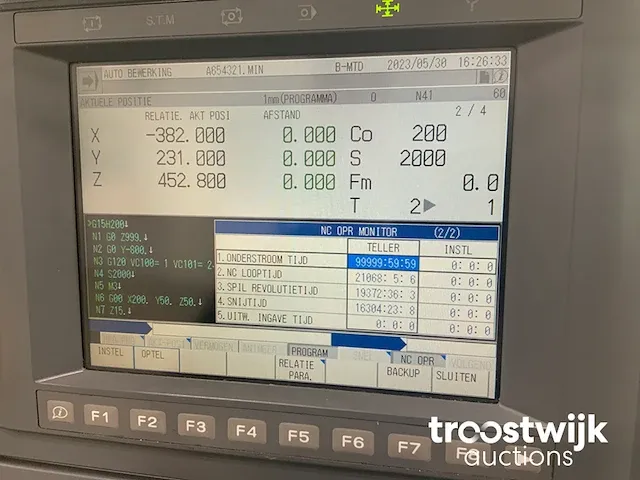 S.T.M
AUTO BEWERKING A654321.MIN B-MTD 2023/05/30 16:26:33
AKTUELE POSITIE 1mm(PROGRAMMA) 0 N41 60
RELATIE. AKT POSI AFSTAND 2 / 4
X -382.000 0.000 Co 200
Y 231.000 0.000 S 2000
Z 452.800 0.000 Fm 0.0
T 2 1
>G15H200↓
N1 G0 Z999.↓
N2 G0 Y-800.↓
N3 G120 VC100= 1 VC101= 2
N4 S2000↓
N5 M3↓
N6 G00 X200. Y50. Z50.↓
N7 Z15.↓
NC OPR MONITOR (2/2)
TELLER INSTL
1.ONDERSTROOM TIJD 99999:59:59 0: 0: 0
2.NC LOOPTIJD 21068: 5: 6 0: 0: 0
3.SPIL REVOLUTIETIJD 19372:36: 3 0: 0: 0
4.SNIJTIJD 16304:23: 8 0: 0: 0
5.UITW. INGAVE TIJD 0: 0: 0 0: 0: 0
PROGRAM NC OPR
INSTEL OPTEL RELATIE PARA. BACKUP SLUITEN
F1 F2 F3 F4 F5 F6 F7 F8
troostwijk
auctions